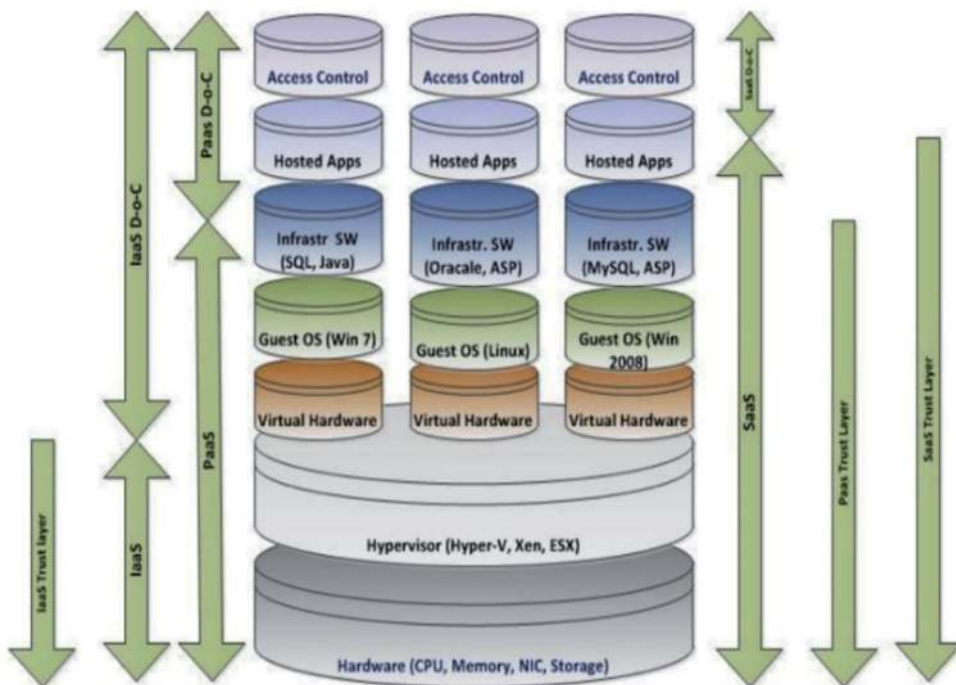 Access Control
Access Control
Access Control
Hosted Apps
Hosted Apps
Hosted Apps
Infrastr SW
(SQL, Java)
Infrastr. SW
(Oracale, ASP)
Infrastr. SW
(MySQL, ASP)
Guest OS (Win 7)
Guest OS (Linux)
Guest OS (Win
2008)
Virtual Hardware
Virtual Hardware
Virtual Hardware
Hypervisor (Hyper-V, Xen, ESX)
Hardware (CPU, Memory, NIC, Storage)
IaaS Trust layer
IaaS D-o-C
IaaS
Paas D-o-C
PaaS
SaaS D-o-C
SaaS
Paas Trust Layer
SaaS Trust Layer